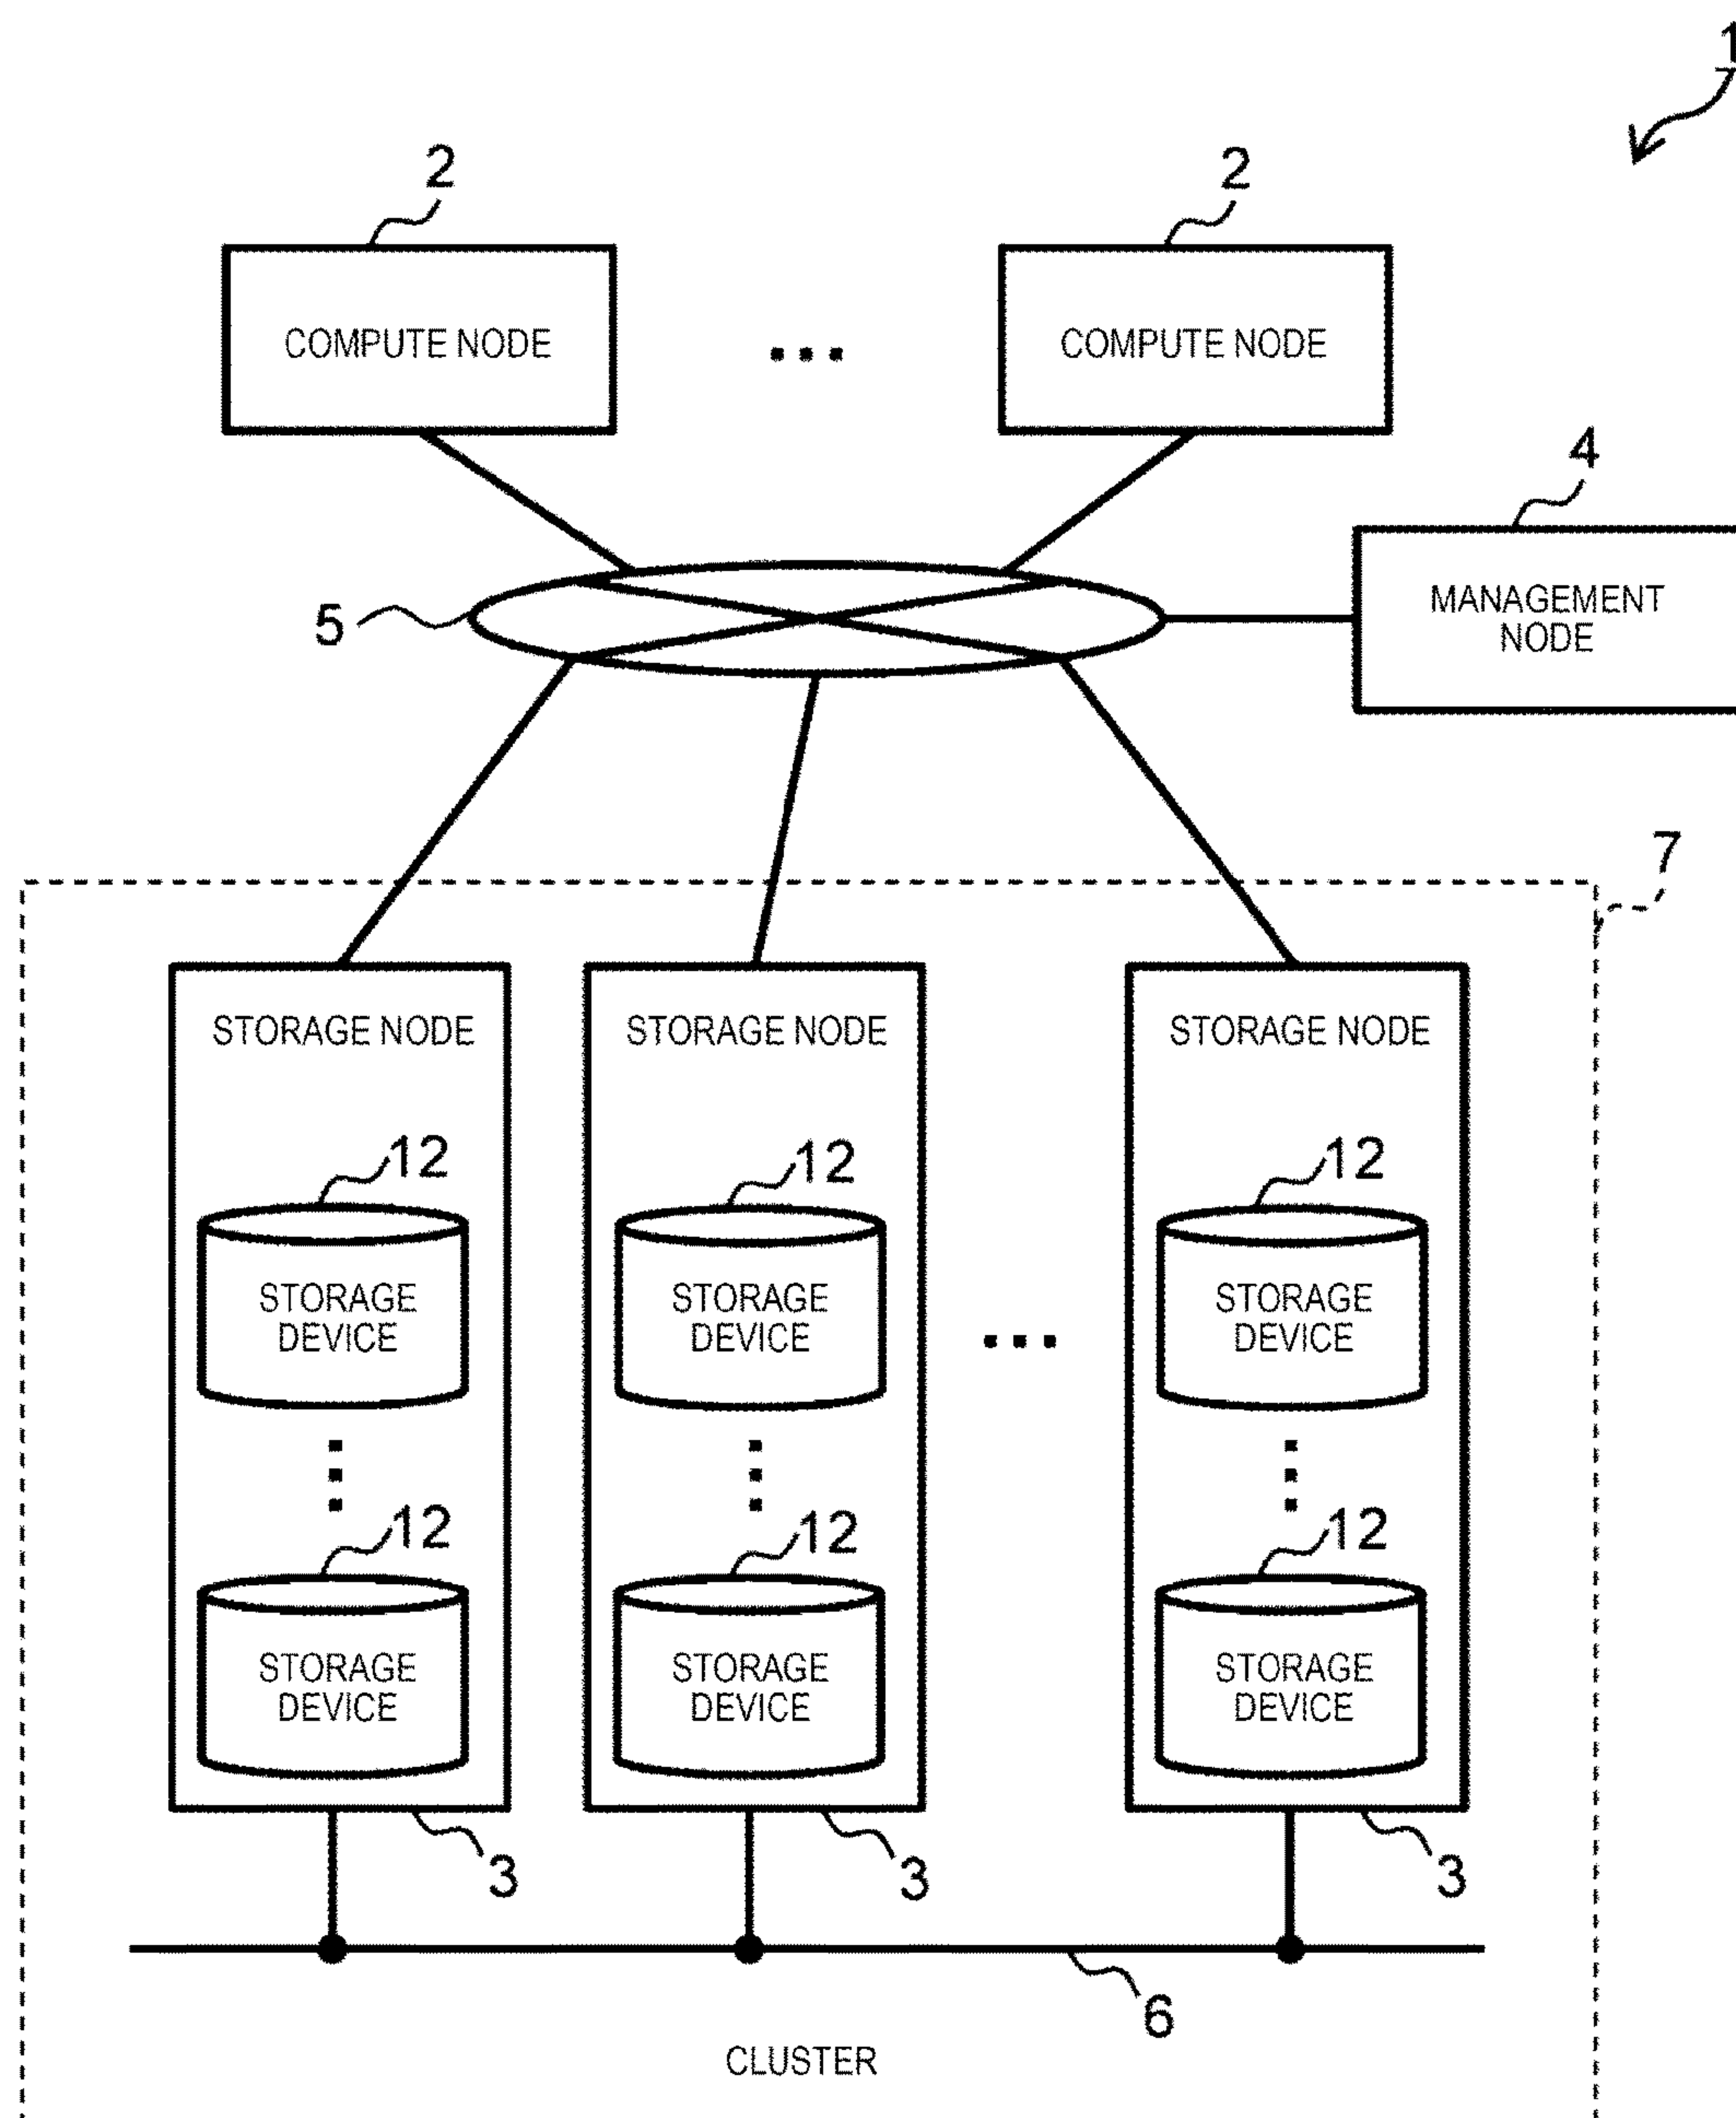 1
2
2
COMPUTE NODE
...
COMPUTE NODE
4
5
MANAGEMENT
NODE
7
STORAGE NODE
STORAGE NODE
STORAGE NODE
12
12
12
STORAGE
DEVICE
STORAGE
DEVICE
...
STORAGE
DEVICE
12
12
12
STORAGE
DEVICE
STORAGE
DEVICE
STORAGE
DEVICE
3
3
3
6
CLUSTER